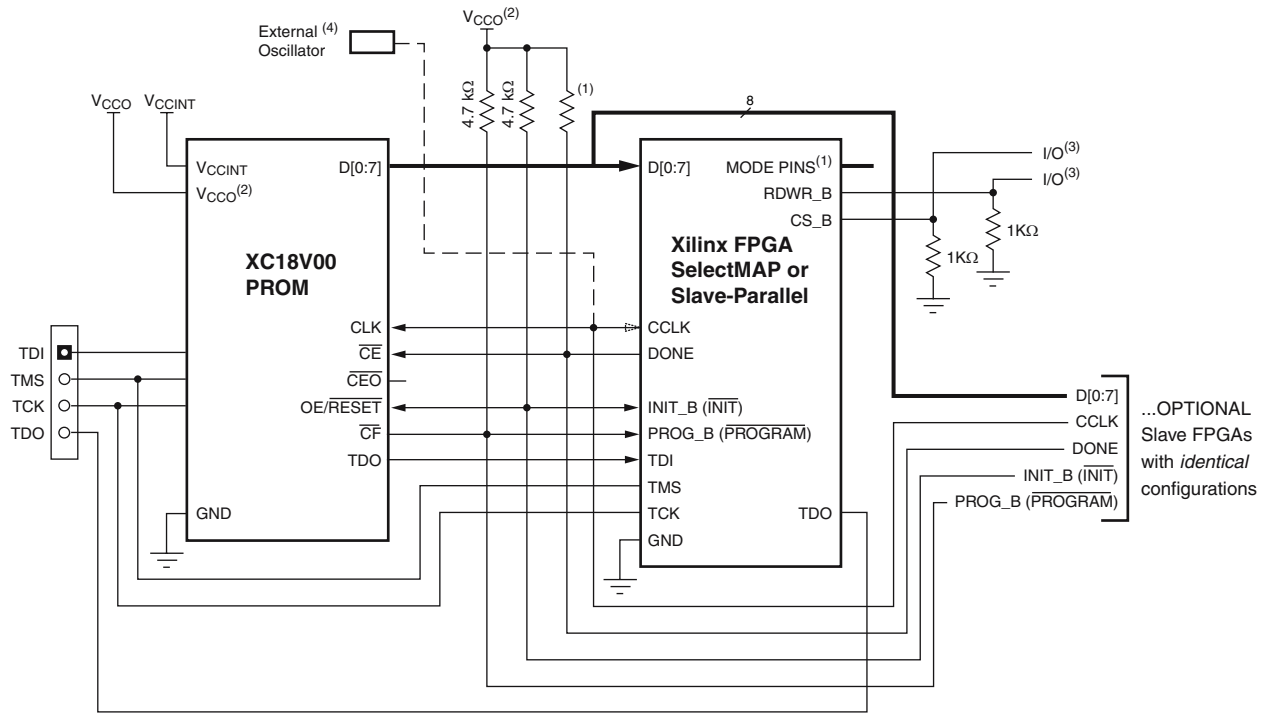 External (4)
Oscillator
VCCO(2)
4.7 kΩ
4.7 kΩ
(1)
8
VCCO VCCINT
VCCINT
VCCO(2)
D[0:7]
XC18V00
PROM
CLK
CE
CEO
OE/RESET
CF
TDO
GND
TDI
TMS
TCK
TDO
D[0:7]
MODE PINS(1)
RDWR_B
CS_B
Xilinx FPGA
SelectMAP or
Slave-Parallel
CCLK
DONE
INIT_B (INIT)
PROG_B (PROGRAM)
TDI
TMS
TCK
TDO
GND
I/O(3)
I/O(3)
1KΩ
1KΩ
D[0:7]
CCLK
DONE
INIT_B (INIT)
PROG_B (PROGRAM)
...OPTIONAL
Slave FPGAs
with identical
configurations